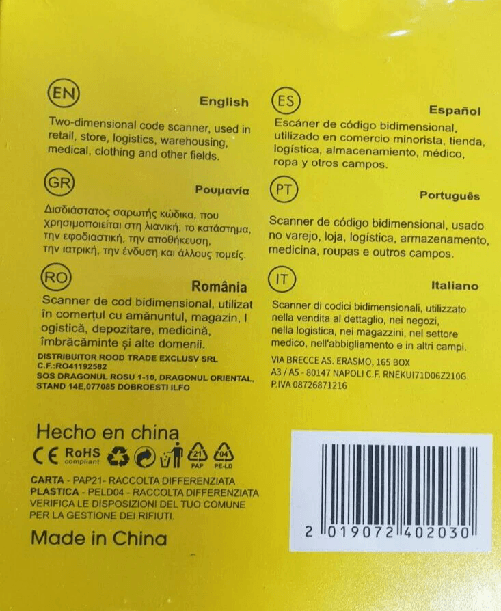 EN
English
Two-dimensional code scanner, used in
retail, store, logistics, warehousing,
medical, clothing and other fields.
GR
Ρουμανία
Δισδιάστατος σαρωτής κώδικα, που
χρησιμοποιείται στη λιανική, το κατάστημα,
την εφοδιαστική, την αποθήκευση,
την ιατρική, την ένδυση και άλλους τομείς.
RO
România
Scanner de cod bidimensional, utilizat
în comerțul cu amănuntul, magazin, l
ogistică, depozitare, medicină,
îmbrăcăminte și alte domenii.
DISTRIBUITOR ROOD TRADE EXCLUSV SRL
C.F.:RO41192582
SOS DRAGONUL ROSU 1-10, DRAGONUL ORIENTAL,
STAND 14E,077085 DOBROESTI ILFO
ES
Español
Escáner de código bidimensional,
utilizado en comercio minorista, tienda,
logística, almacenamiento, médico,
ropa y otros campos.
PT
Português
Scanner de código bidimensional, usado
no varejo, loja, logística, armazenamento,
medicina, roupas e outros campos.
IT
Italiano
Scanner di codici bidimensionali, utilizzato
nella vendita al dettaglio, nei negozi,
nella logistica, nei magazzini, nel settore
medico, nell'abbigliamento e in altri campi.
VIA BRECCE AS. ERASMO, 165 BOX
A3 / A5 - 80147 NAPOLI C.F. RNEKUI71D06Z210G
P.IVA 08726871216
Hecho en china
CE RoHS 21 04
compliant PAP PE-LD
CARTA - PAP21- RACCOLTA DIFFERENZIATA
PLASTICA - PELD04 - RACCOLTA DIFFERENZIATA
VERIFICA LE DISPOSIZIONI DEL TUO COMUNE
PER LA GESTIONE DEI RIFIUTI.
Made in China
2 019072 402030